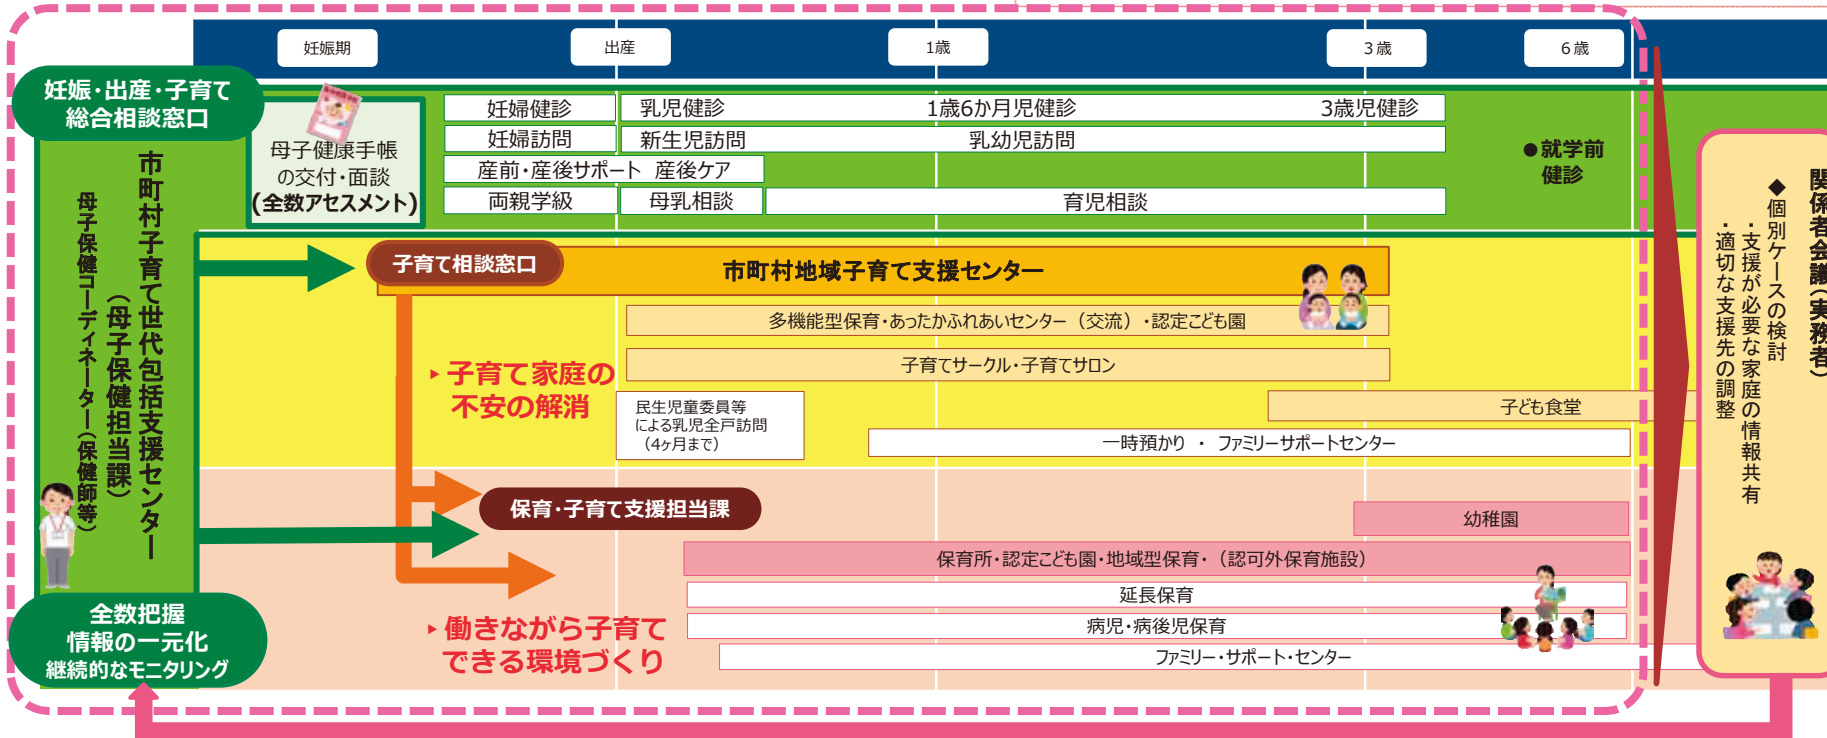 妊娠期
出産
1歳
3歳
6歳
妊娠・出産・子育て
総合相談窓口
市町村子育て世代包括支援センター
(母子保健担当課)
母子保健コーディネーター(保健師等)
全数把握
情報の一元化
継続的なモニタリング
母子健康手帳
の交付・面談
(全数アセスメント)
妊婦健診
乳児健診
1歳6か月児健診
3歳児健診
妊婦訪問
新生児訪問
乳幼児訪問
産前・産後サポート 産後ケア
両親学級
母乳相談
育児相談
●就学前
健診
子育て相談窓口
市町村地域子育て支援センター
多機能型保育・あったかふれあいセンター（交流）・認定こども園
子育てサークル・子育てサロン
▸子育て家庭の
不安の解消
民生児童委員等
による乳児全戸訪問
（4ヶ月まで）
子ども食堂
一時預かり ・ ファミリーサポートセンター
保育・子育て支援担当課
幼稚園
保育所・認定こども園・地域型保育・（認可外保育施設）
延長保育
病児・病後児保育
ファミリー・サポート・センター
▸働きながら子育て
できる環境づくり
関係者会議(実務者)
◆個別ケースの検討
・支援が必要な家庭の情報共有
・適切な支援先の調整